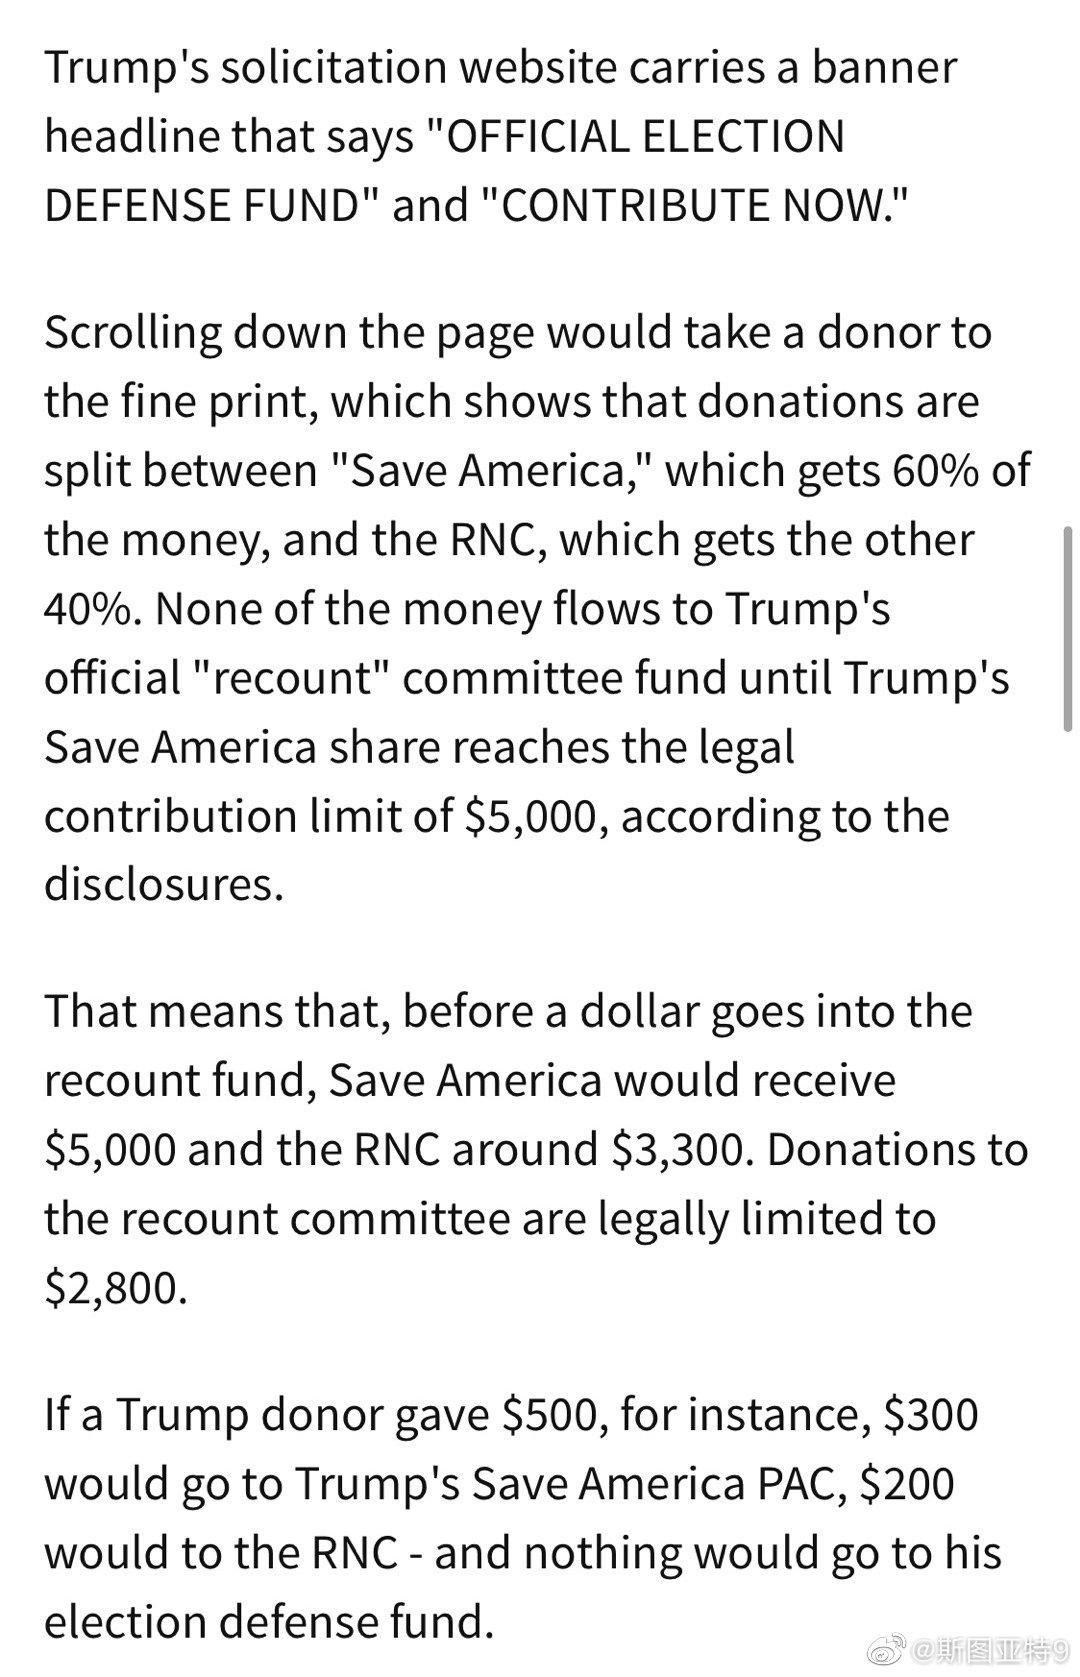 Trump's solicitation website carries a banner
headline that says "OFFICIAL ELECTION
DEFENSE FUND" and "CONTRIBUTE NOW."
Scrolling down the page would take a donor to
the fine print, which shows that donations are
split between "Save America," which gets 60% of
the money, and the RNC, which gets the other
40%. None of the money flows to Trump's
official "recount" committee fund until Trump's
Save America share reaches the legal
contribution limit of $5,000, according to the
disclosures.
That means that, before a dollar goes into the
recount fund, Save America would receive
$5,000 and the RNC around $3,300. Donations to
the recount committee are legally limited to
$2,800.
If a Trump donor gave $500, for instance, $300
would go to Trump's Save America PAC, $200
would to the RNC - and nothing would go to his
election defense fund.
@斯图亚特9